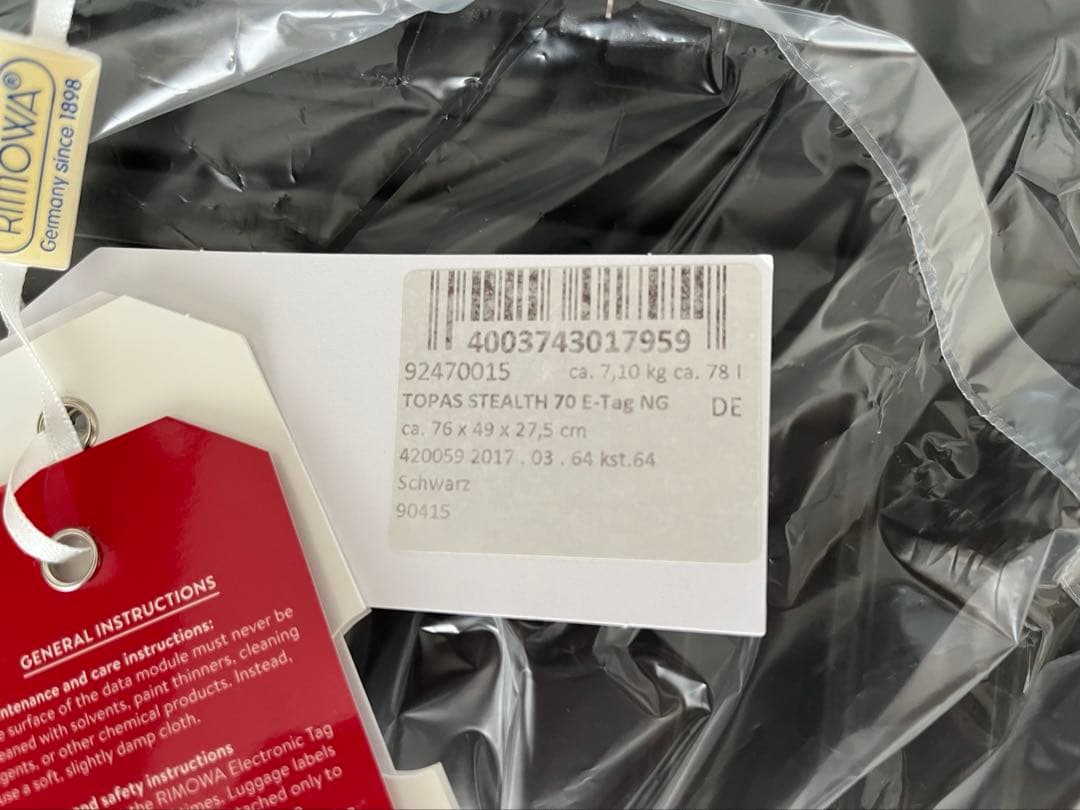 RIMOWA®
Germany since 1898
4003743017959
92470015 ca. 7,10 kg ca. 78 l
TOPAS STEALTH 70 E-Tag NG DE
ca. 76 x 49 x 27,5 cm
420059 2017 . 03 . 64 kst.64
Schwarz
90415
GENERAL INSTRUCTIONS
ntenance and care instructions:
e surface of the data module must never be
eaned with solvents, paint thinners, cleaning
gents, or other chemical products. Instead,
use a soft, slightly damp cloth.
nd safety instructions
the RIMOWA Electronic Tag
imes. Luggage labels
tached only to